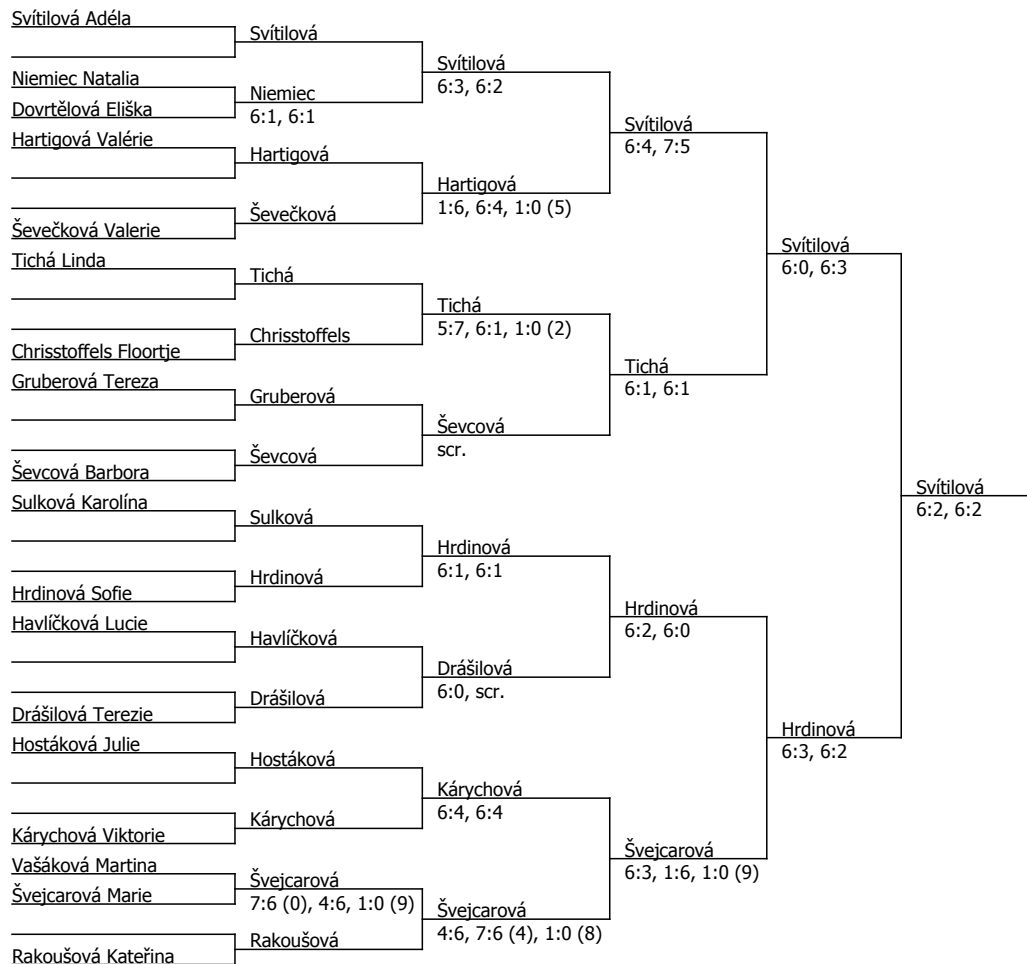 Svítilová Adéla
Svítilová
Svítilová
6:3, 6:2
Niemiec Natalia
Niemiec
6:1, 6:1
Dovrtělová Eliška
Svítilová
6:4, 7:5
Hartigová Valérie
Hartigová
Hartigová
1:6, 6:4, 1:0 (5)
Ševečková
Ševečková Valerie
Svítilová
6:0, 6:3
Tichá Linda
Tichá
Tichá
5:7, 6:1, 1:0 (2)
Chrisstoffels
Chrisstoffels Floortje
Tichá
6:1, 6:1
Gruberová Tereza
Gruberová
Ševcová
scr.
Ševcová
Ševcová Barbora
Svítilová
6:2, 6:2
Sulková Karolína
Sulková
Hrdinová
6:1, 6:1
Hrdinová
Hrdinová Sofie
Hrdinová
6:2, 6:0
Havlíčková Lucie
Havlíčková
Drášilová
6:0, scr.
Drášilová
Drášilová Terezie
Hrdinová
6:3, 6:2
Hostáková Julie
Hostáková
Kárychová
6:4, 6:4
Kárychová
Kárychová Viktorie
Švejcarová
6:3, 1:6, 1:0 (9)
Vašáková Martina
Švejcarová
7:6 (0), 4:6, 1:0 (9)
Švejcarová Marie
Švejcarová
4:6, 7:6 (4), 1:0 (8)
Rakoušová
Rakoušová Kateřina